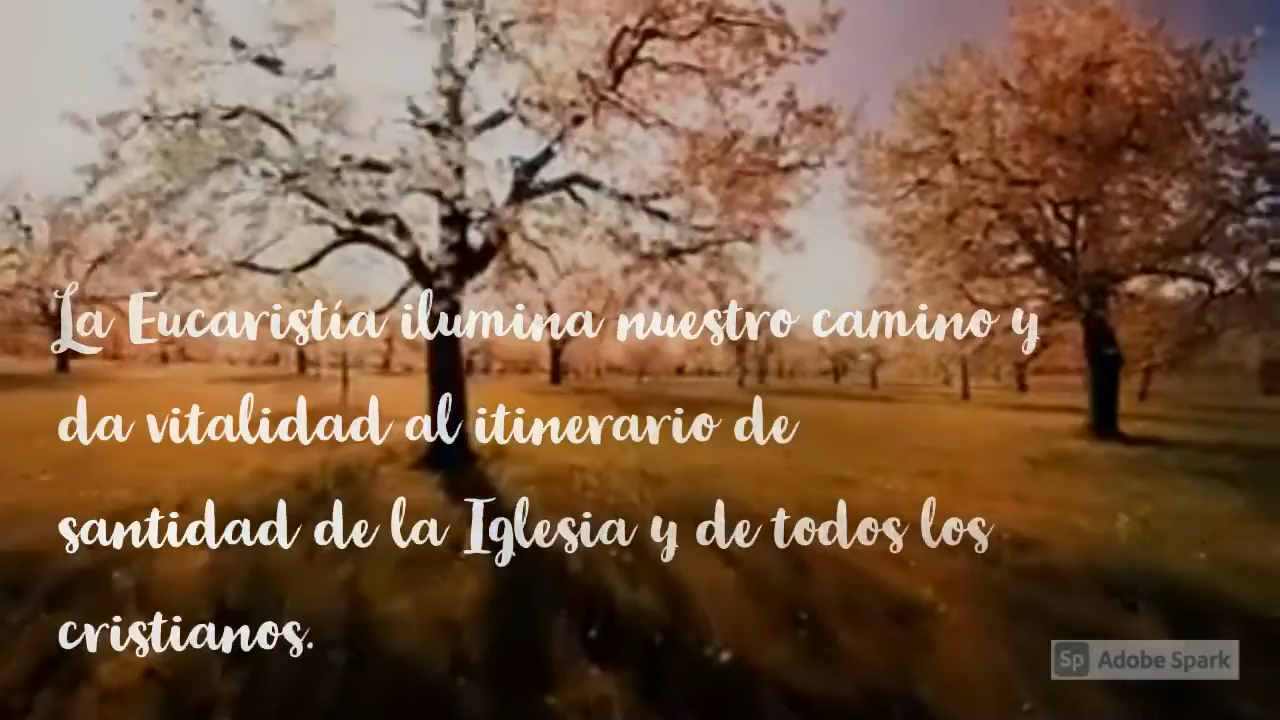 La Eucaristía ilumina nuestro camino y
da vitalidad al itinerario de
santidad de la Iglesia y de todos los
cristianos.
Sp Adobe Spark